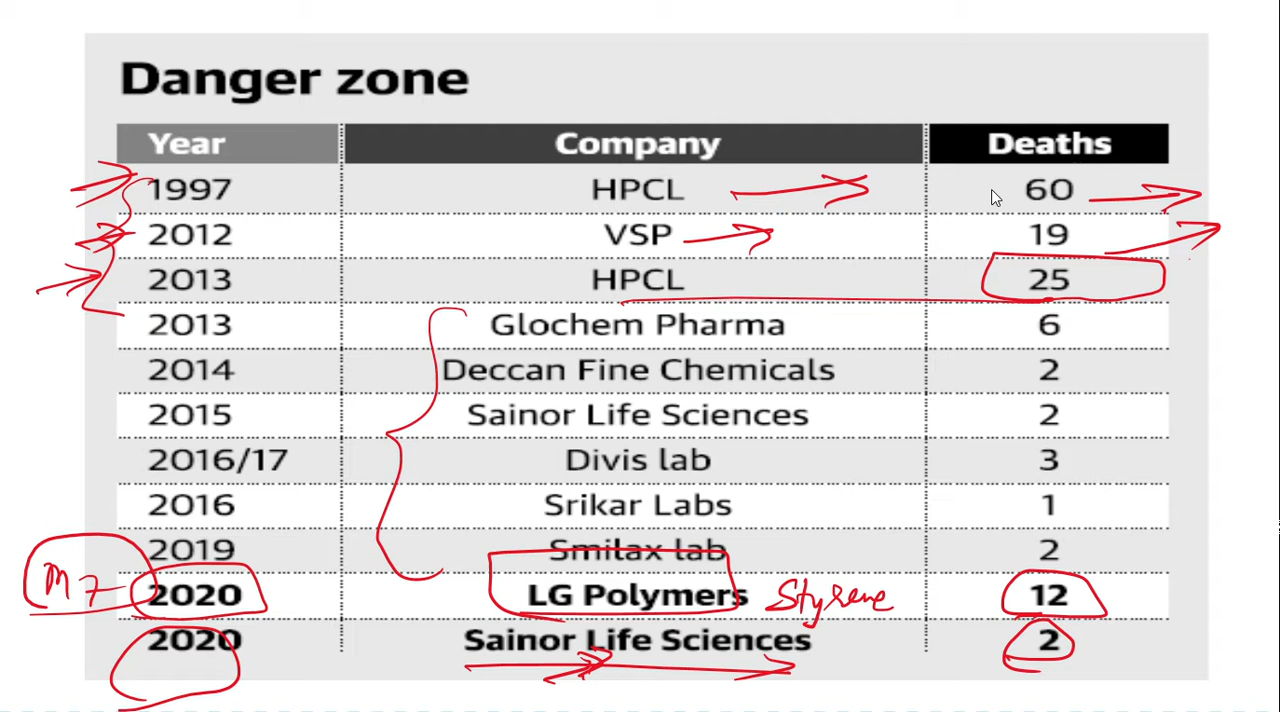 Danger zone
Year Company Deaths
1997 HPCL 60
2012 VSP 19
2013 HPCL 25
2013 Glochem Pharma 6
2014 Deccan Fine Chemicals 2
2015 Sainor Life Sciences 2
2016/17 Divis lab 3
2016 Srikar Labs 1
2019 Smilax lab 2
M7 2020 LG Polymers Styrene 12
2020 Sainor Life Sciences 2